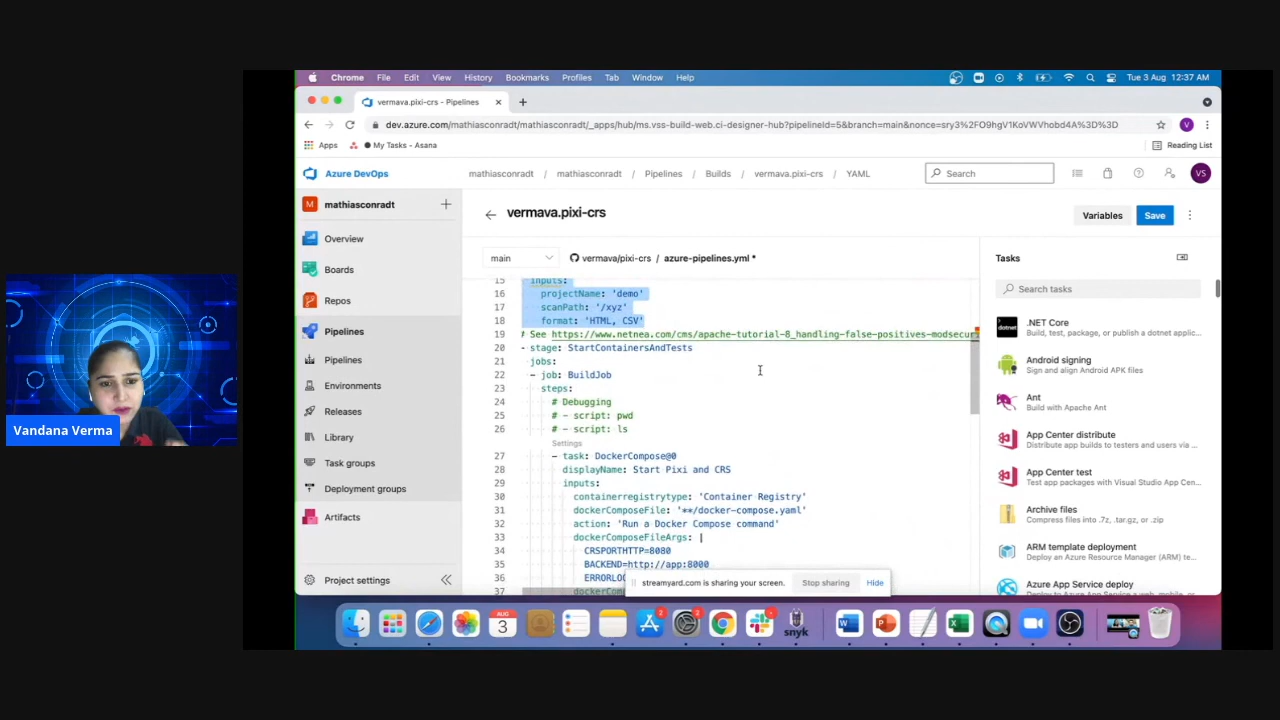 Chrome File Edit View History Bookmarks Profiles Tab Window Help
Tue 3 Aug 12:37 AM
vermava.pixi-crs - Pipelines
dev.azure.com/mathiasconradt/mathiasconradt/_apps/hub/ms.vss-build-web.ci-designer-hub?pipelineId=5&branch=main&nonce=sry3%2FO9hgV1KoVWVhobd4A%3D%3D
V
Apps
My Tasks - Asana
Reading List
Azure DevOps
mathiasconradt / mathiasconradt / Pipelines / Builds / vermava.pixi-crs / YAML
Search
VS
M mathiasconradt
Overview
Boards
Repos
Pipelines
Pipelines
Environments
Releases
Library
Task groups
Deployment groups
Artifacts
Project settings
vermava.pixi-crs
Variables
Save
main
vermava/pixi-crs / azure-pipelines.yml *
15 inputs:
16 projectName: 'demo'
17 scanPath: '/xyz'
18 format: 'HTML, CSV'
19 # See https://www.netnea.com/cms/apache-tutorial-8_handling-false-positives-modsecuri
20 - stage: StartContainersAndTests
21 jobs:
22 - job: BuildJob
23 steps:
24 # Debugging
25 # - script: pwd
26 # - script: ls
Settings
27 - task: DockerCompose@0
28 displayName: Start Pixi and CRS
29 inputs:
30 containerregistrytype: 'Container Registry'
31 dockerComposeFile: '**/docker-compose.yaml'
32 action: 'Run a Docker Compose command'
33 dockerComposeFileArgs: |
34 CRSPORTHTTP=8080
35 BACKEND=http://app:8000
36 ERRORLO
37 dockerCom
Tasks
Search tasks
.NET Core
Build, test, package, or publish a dotnet applic...
Android signing
Sign and align Android APK files
Ant
Build with Apache Ant
App Center distribute
Distribute app builds to testers and users via ...
App Center test
Test app packages with Visual Studio App Cen...
Archive files
Compress files into .7z, .tar.gz, or .zip
ARM template deployment
Deploy an Azure Resource Manager (ARM) te...
Azure App Service deploy
streamyard.com is sharing your screen.
Stop sharing
Hide
Vandana Verma
AUG
3
2
2
snyk